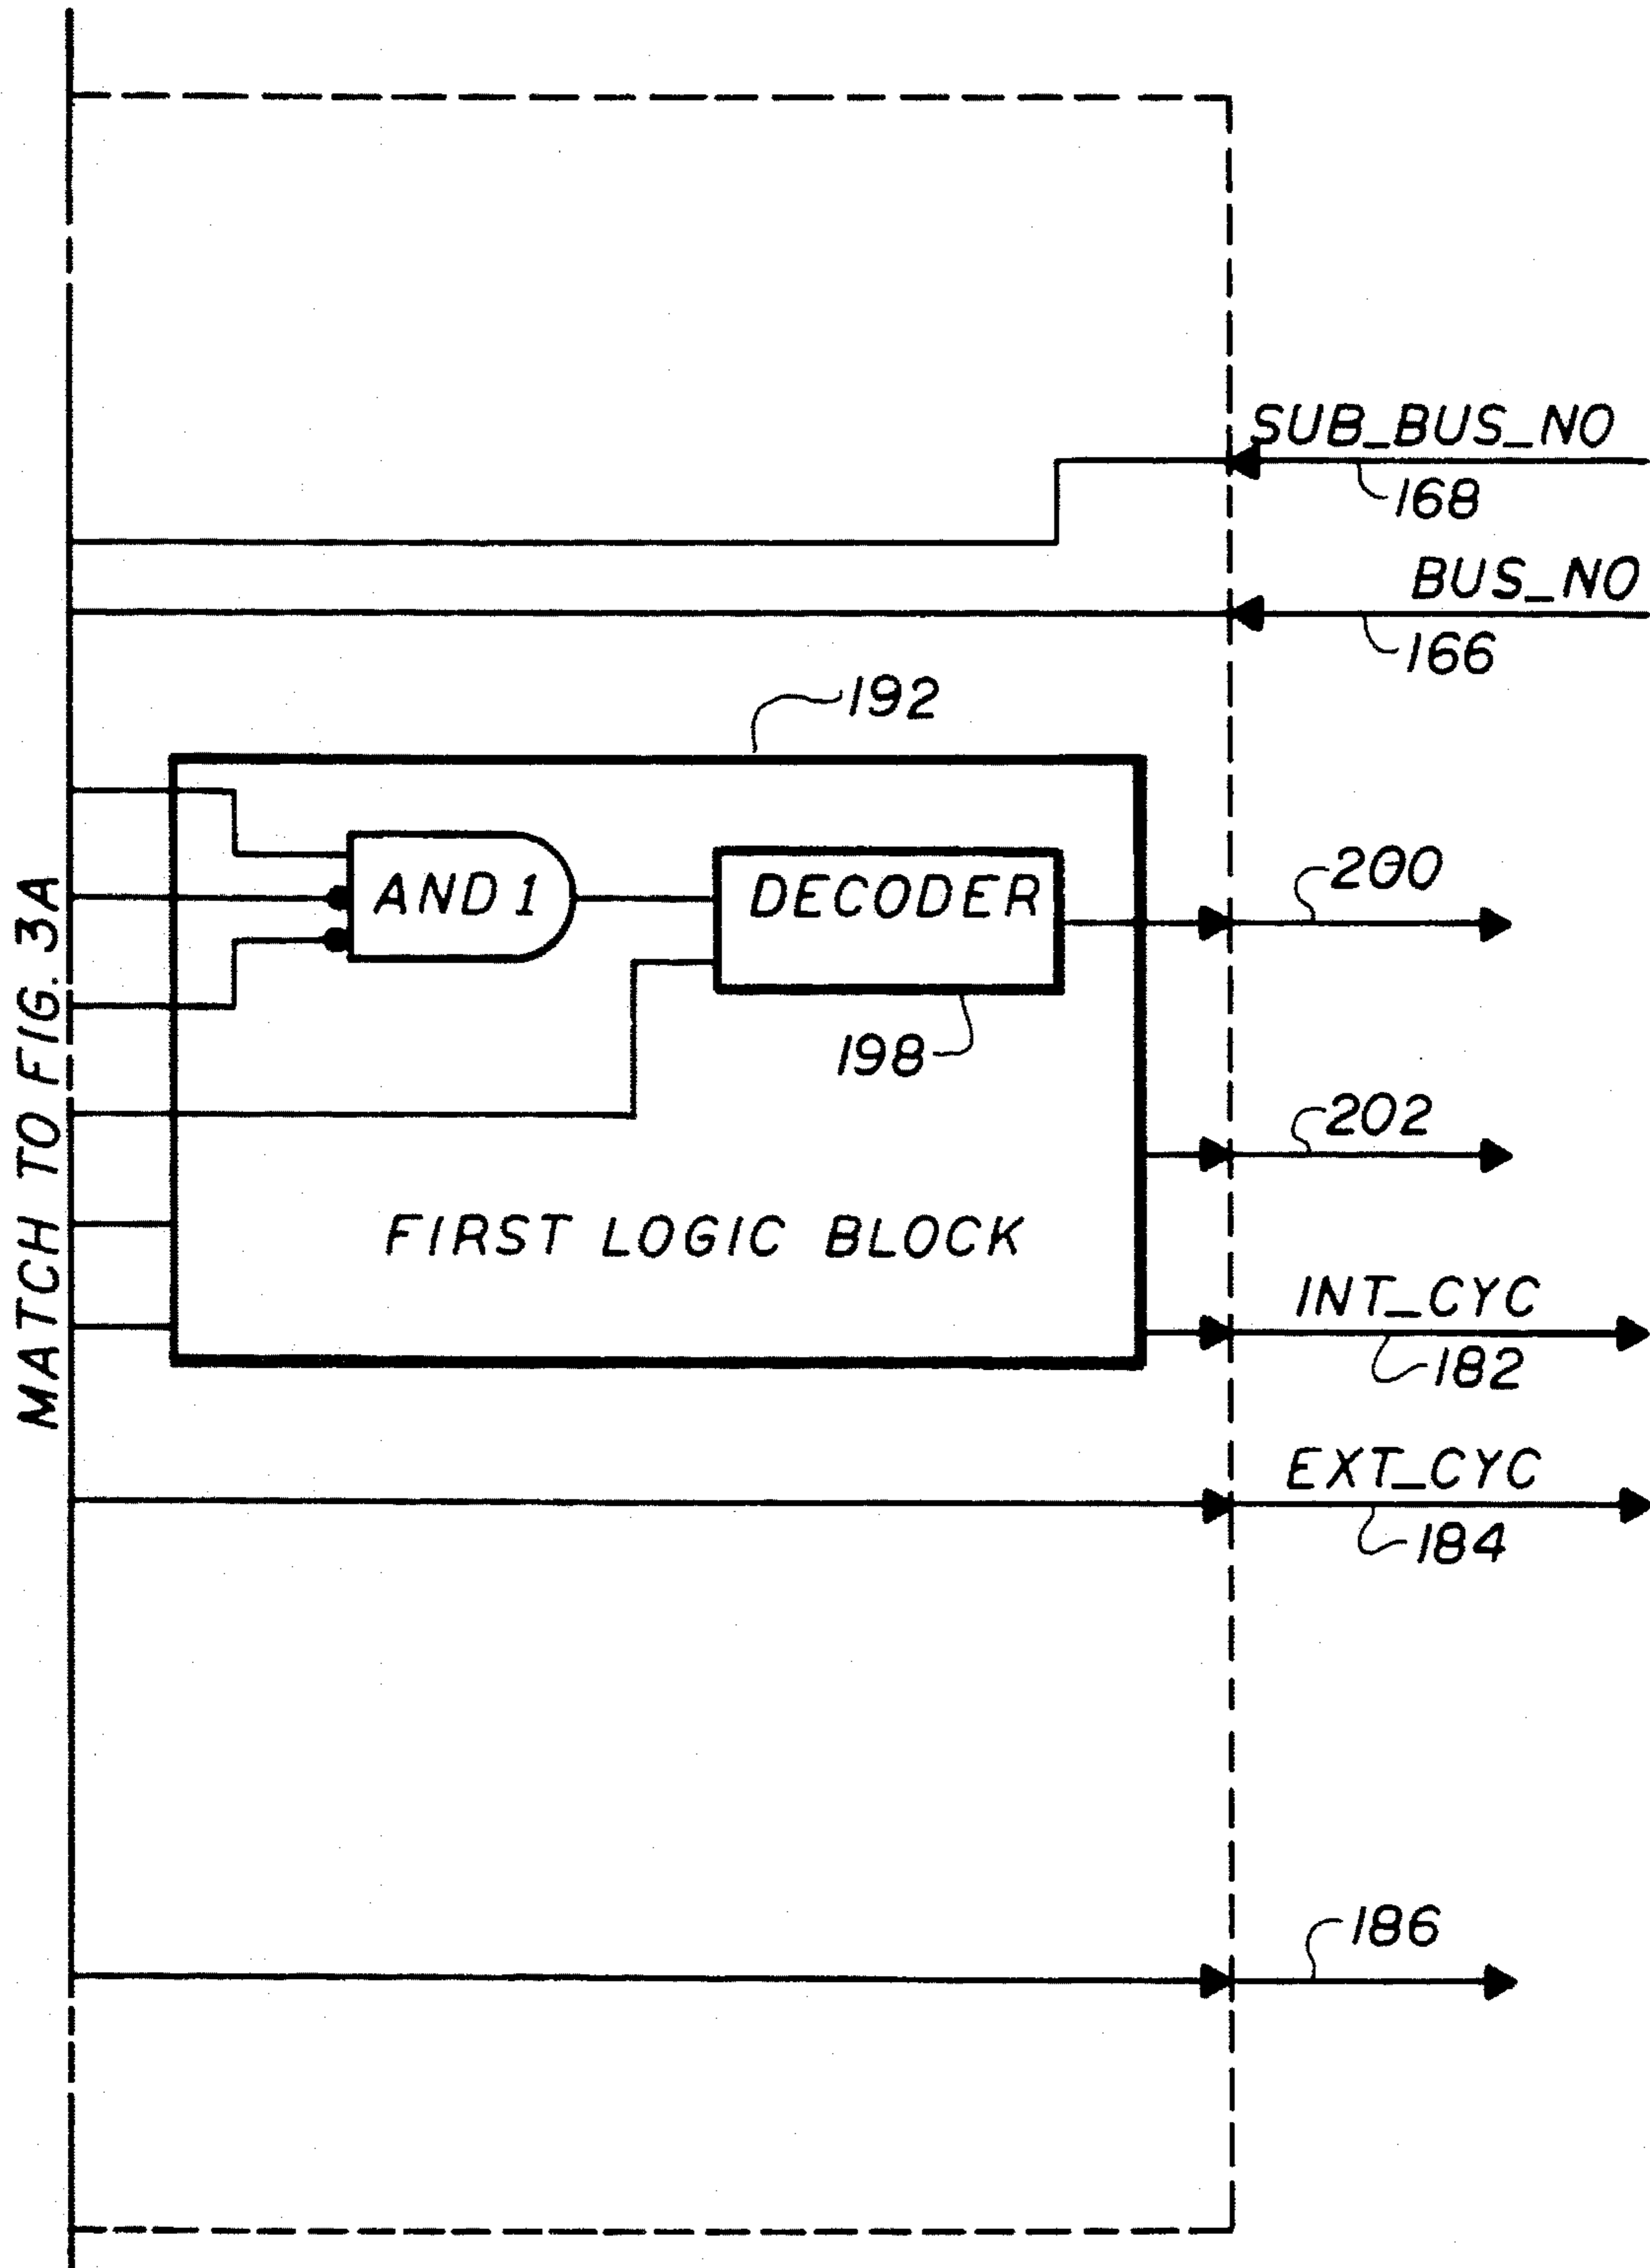 SUB_BUS_NO
168
BUS_NO
166
192
AND 1
DECODER
200
198
202
FIRST LOGIC BLOCK
INT_CYC
182
EXT_CYC
184
186
MATCH TO FIG. 3A